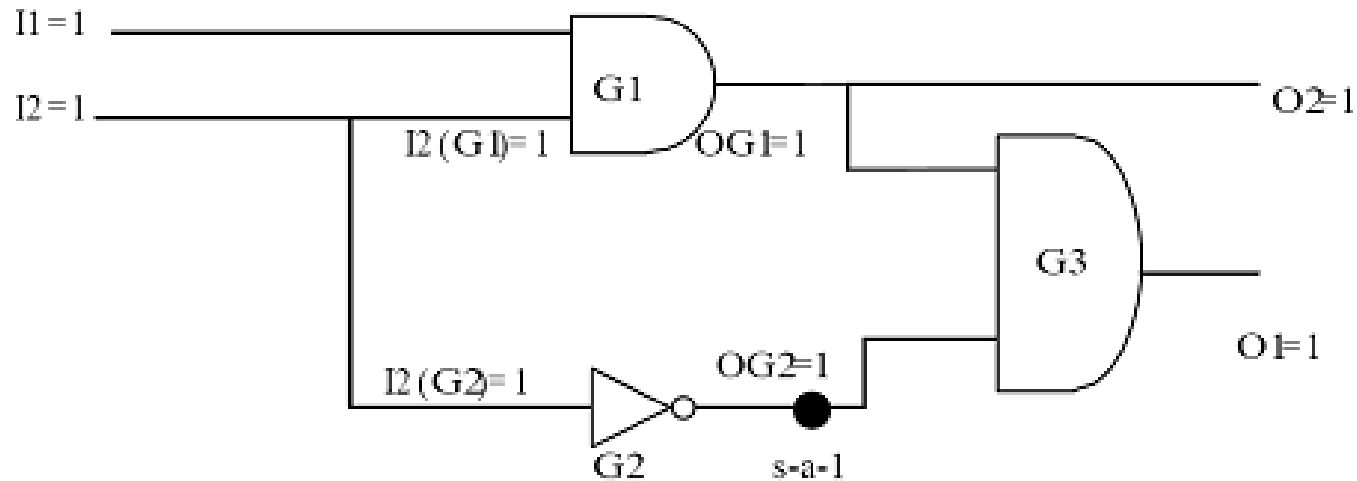 I1=1
I2=1
G1
I2(G1)=1
OG1=1
O2=1
G3
O1=1
I2(G2)=1
OG2=1
G2
s-a-1